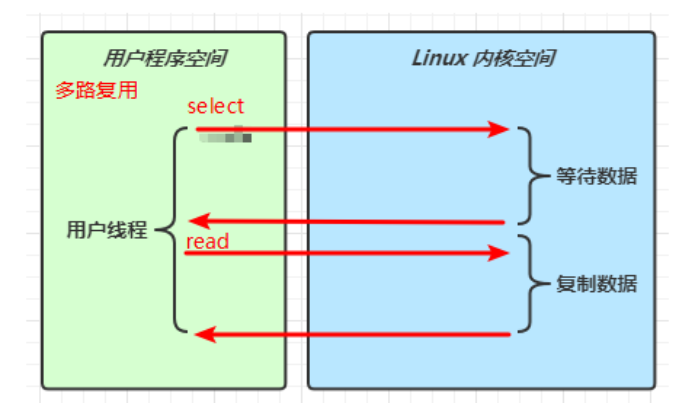 用户程序空间
Linux 内核空间
多路复用
select
等待数据
用户线程
read
复制数据